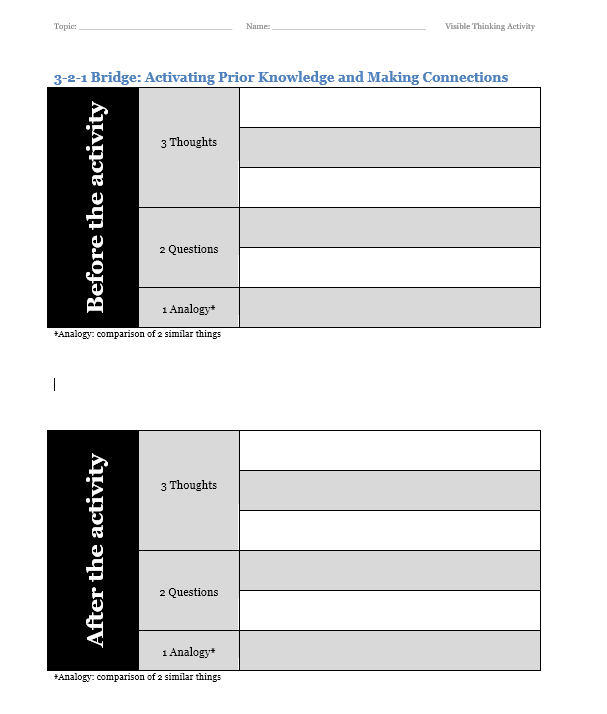 Topic: ______________________________ Name: ______________________________ Visible Thinking Activity
3-2-1 Bridge: Activating Prior Knowledge and Making Connections
Before the activity
3 Thoughts
2 Questions
1 Analogy*
*Analogy: comparison of 2 similar things
After the activity
3 Thoughts
2 Questions
1 Analogy*
*Analogy: comparison of 2 similar things